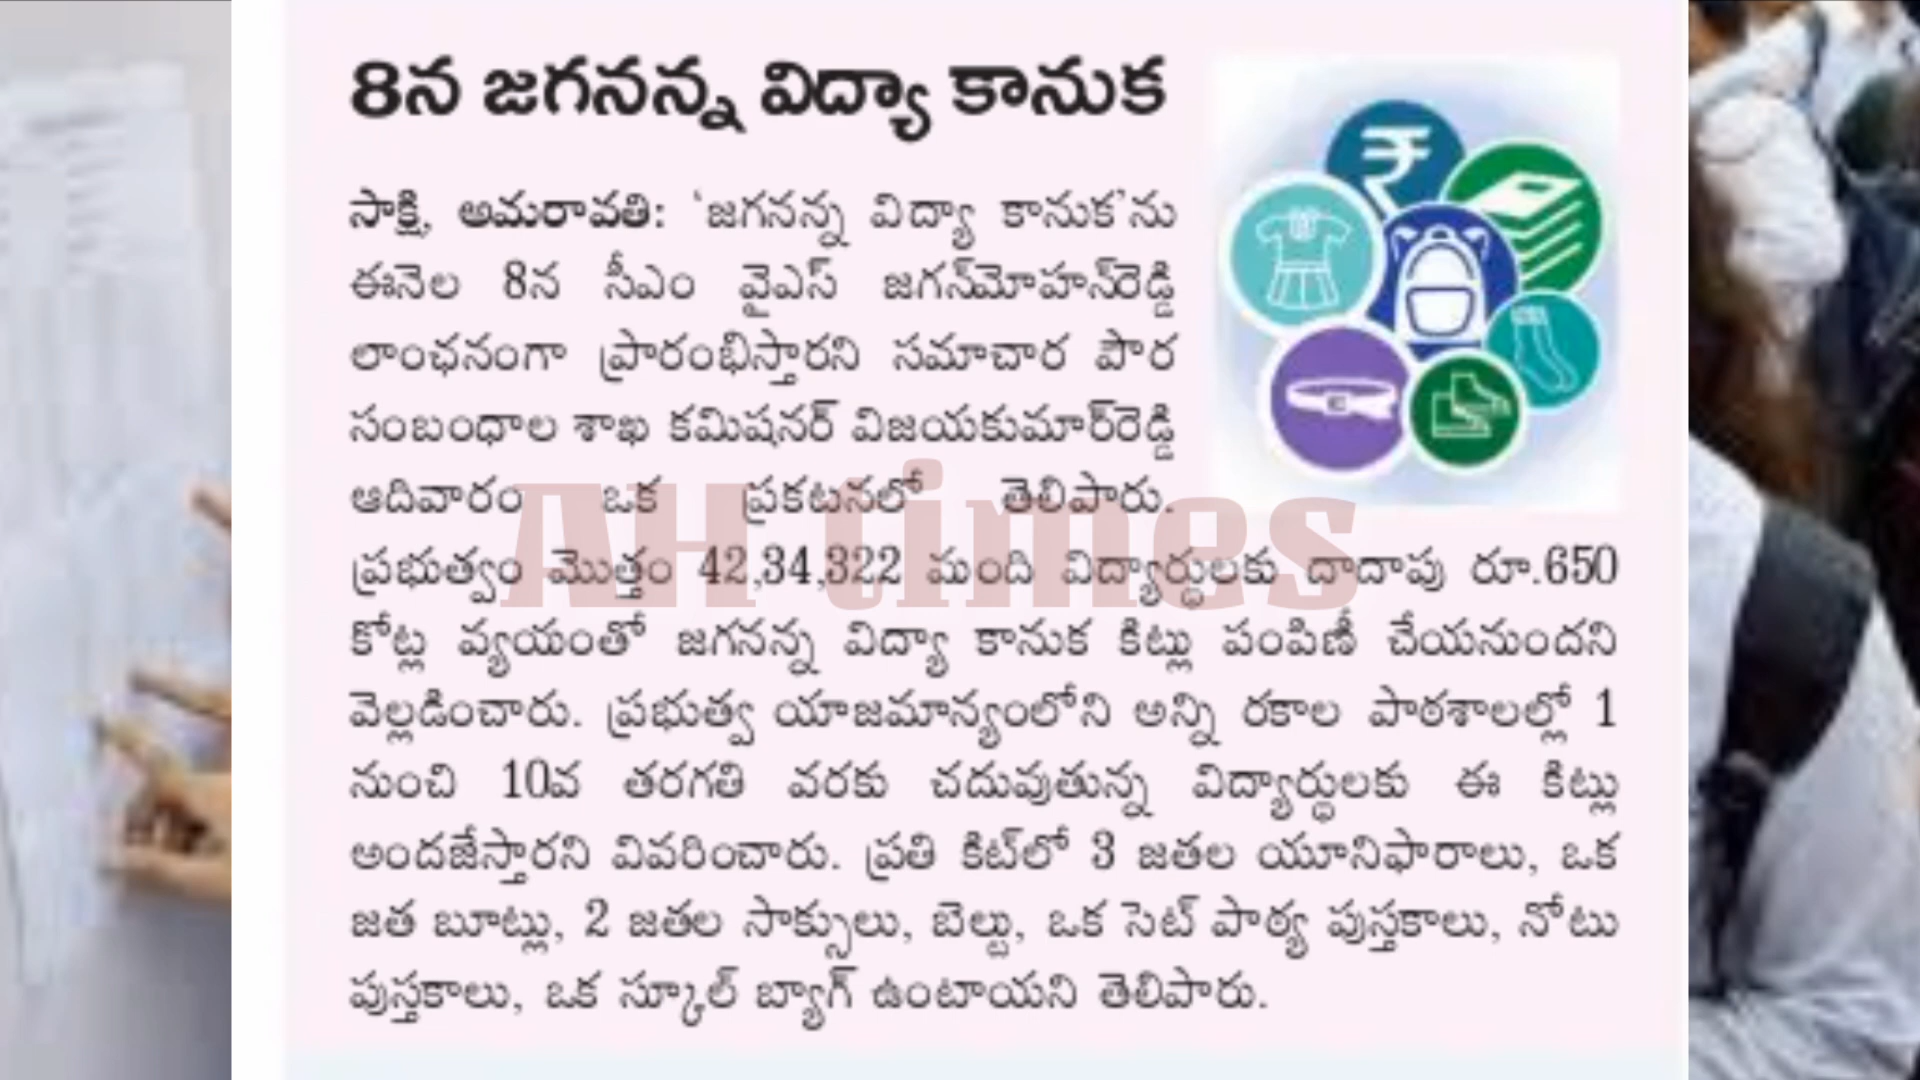 8న జగనన్న విద్యా కానుక
సాక్షి, అమరావతి: ‘జగనన్న విద్యా కానుక’ను
ఈనెల 8న సీఎం వైఎస్ జగన్‌మోహన్‌రెడ్డి
లాంఛనంగా ప్రారంభిస్తారని సమాచార పౌర
సంబంధాల శాఖ కమిషనర్ విజయకుమార్‌రెడ్డి
ఆదివారం ఒక ప్రకటనలో తెలిపారు.
ప్రభుత్వం మొత్తం 42,34,322 మంది విద్యార్థులకు దాదాపు రూ.650
కోట్ల వ్యయంతో జగనన్న విద్యా కానుక కిట్లు పంపిణీ చేయనుందని
వెల్లడించారు. ప్రభుత్వ యాజమాన్యంలోని అన్ని రకాల పాఠశాలల్లో 1
నుంచి 10వ తరగతి వరకు చదువుతున్న విద్యార్థులకు ఈ కిట్లు
అందజేస్తారని వివరించారు. ప్రతి కిట్‌లో 3 జతల యూనిఫారాలు, ఒక
జత బూట్లు, 2 జతల సాక్సులు, బెల్టు, ఒక సెట్ పాఠ్య పుస్తకాలు, నోటు
పుస్తకాలు, ఒక స్కూల్ బ్యాగ్ ఉంటాయని తెలిపారు.
AH times
₹